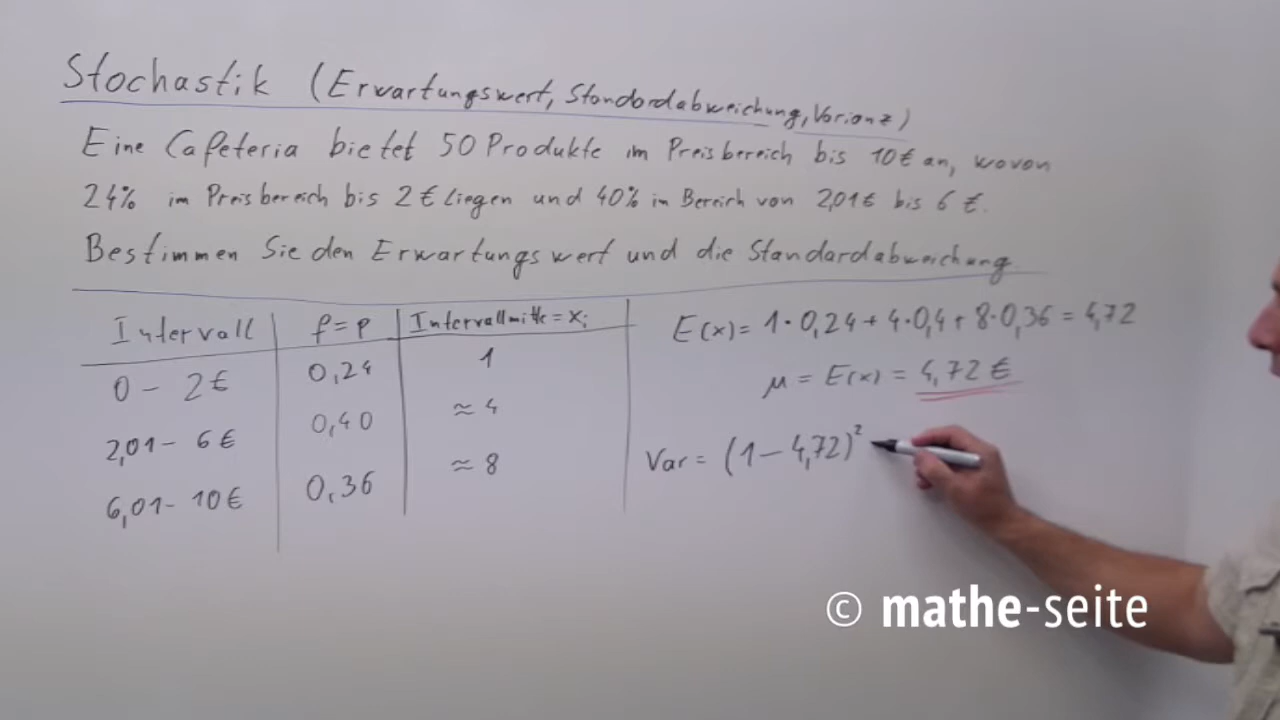 Stochastik (Erwartungswert, Standardabweichung, Varianz)
Eine Cafeteria bietet 50 Produkte im Preisbereich bis 10€ an, wovon
24% im Preisbereich bis 2€ liegen und 40% im Bereich von 2,01€ bis 6€.
Bestimmen Sie den Erwartungswert und die Standardabweichung.
Intervall f=p Intervallmitte = xᵢ
0 - 2€ 0,24 1
2,01 - 6€ 0,40 ≈ 4
6,01 - 10€ 0,36 ≈ 8
E(x) = 1·0,24 + 4·0,4 + 8·0,36 = 4,72
μ = E(x) = 4,72 €
Var = (1 - 4,72)²
© mathe-seite